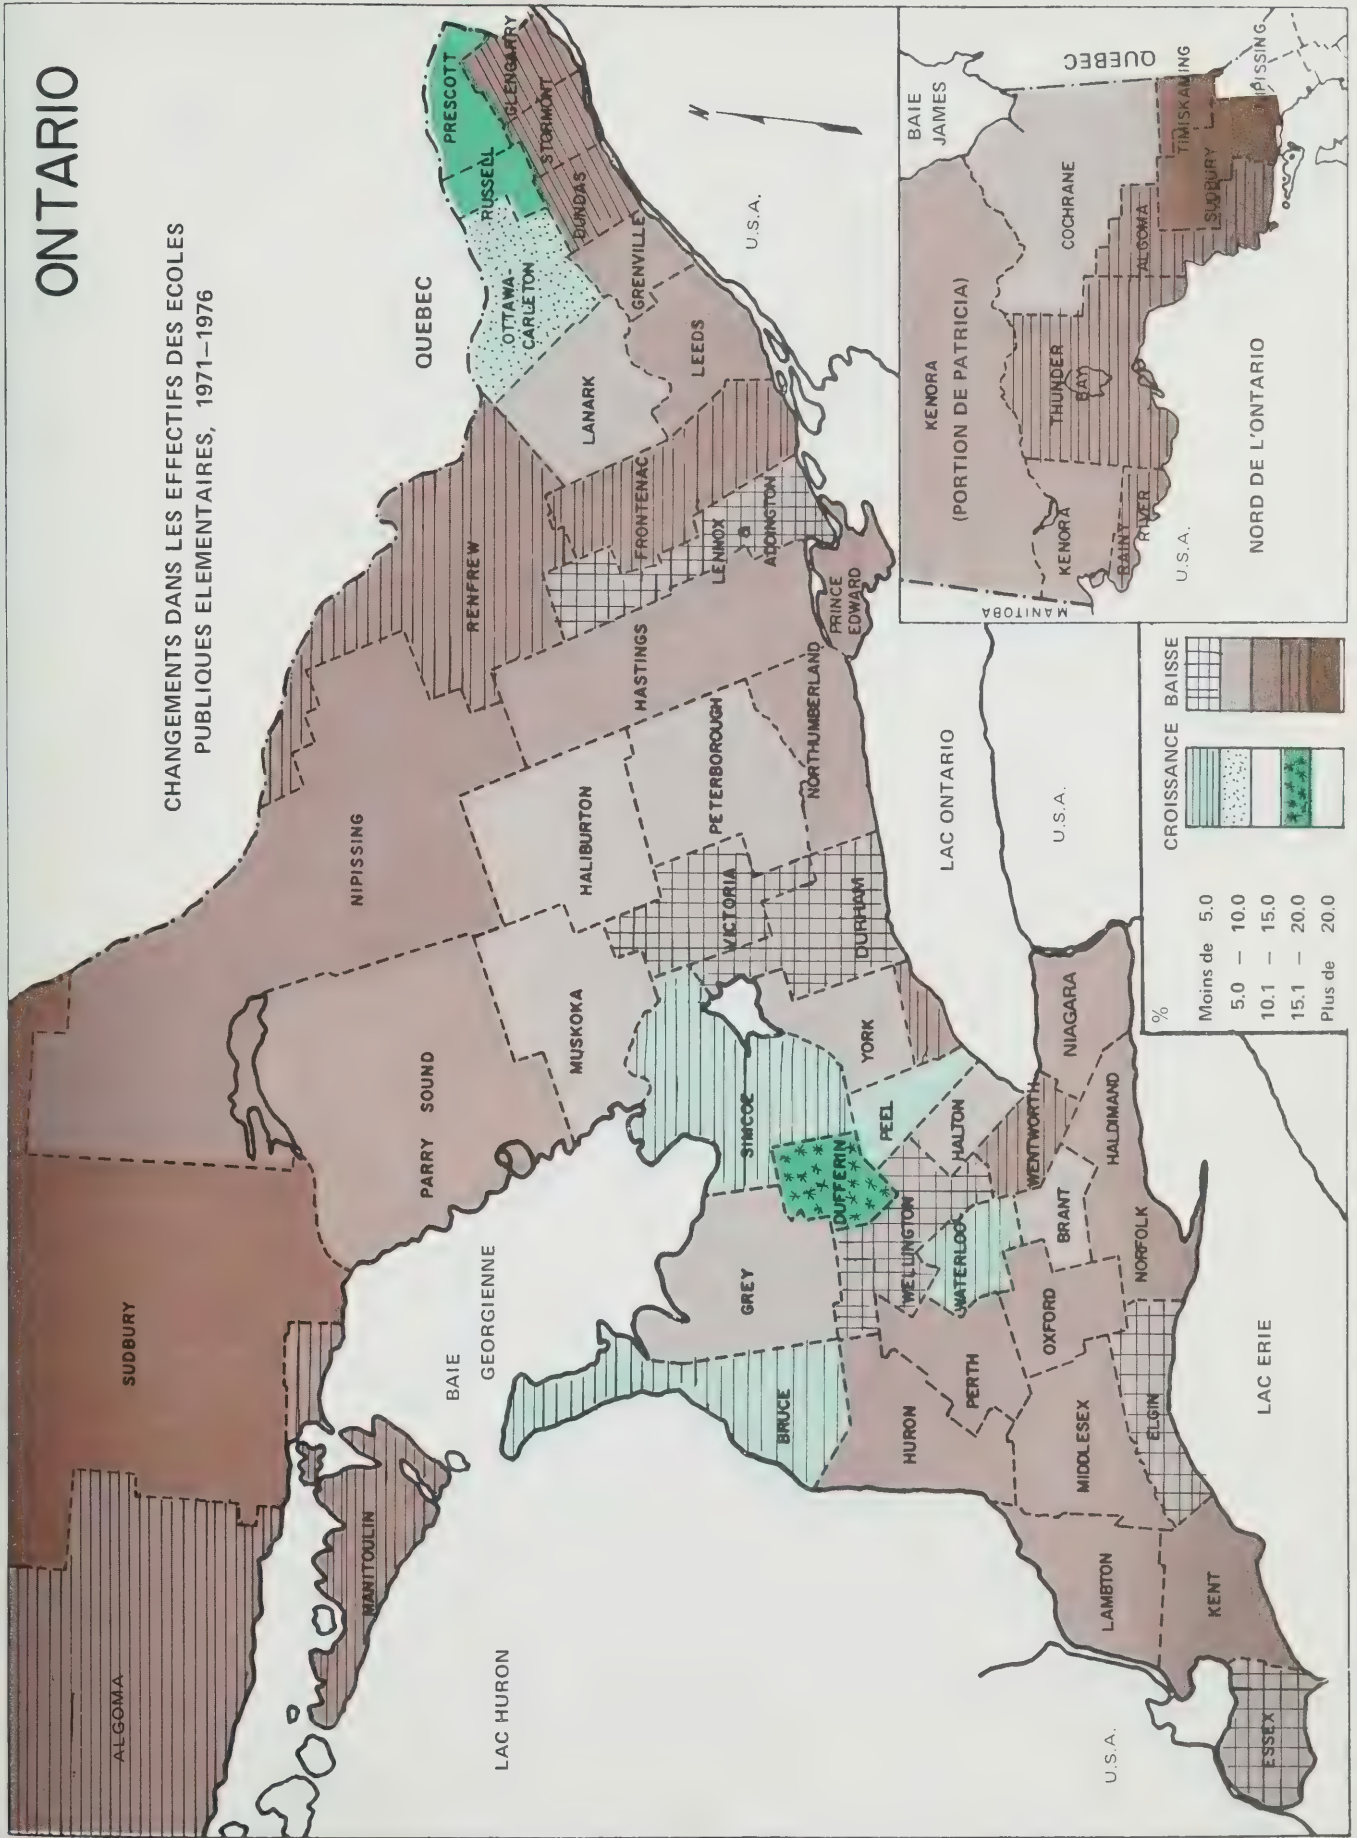 ONTARIO
CHANGEMENTS DANS LES EFFECTIFS DES ECOLES
PUBLIQUES ELEMENTAIRES, 1971–1976
ALGOMA
SUDBURY
MANITOULIN
NIPISSING
PARRY SOUND
MUSKOKA
HALIBURTON
RENFREW
HASTINGS
FRONTENAC
LENNOX
&
ADDINGTON
LANARK
LEEDS
GRENVILLE
OTTAWA-
CARLETON
RUSSELL
PRESCOTT
GLENGARRY
STORMONT
DUNDAS
PRINCE
EDWARD
NORTHUMBERLAND
PETERBOROUGH
VICTORIA
DURHAM
YORK
SIMCOE
DUFFERIN
PEEL
HALTON
WENTWORTH
NIAGARA
HALDIMAND
BRANT
NORFOLK
WATERLOO
WELLINGTON
GREY
BRUCE
HURON
PERTH
OXFORD
MIDDLESEX
ELGIN
LAMBTON
KENT
ESSEX
QUEBEC
U.S.A.
N
LAC HURON
BAIE
GEORGIENNE
LAC ONTARIO
U.S.A.
LAC ERIE
U.S.A.
%
CROISSANCE
BAISSE
Moins de 5.0
5.0 – 10.0
10.1 – 15.0
15.1 – 20.0
Plus de 20.0
BAIE
JAMES
QUEBEC
KENORA
(PORTION DE PATRICIA)
COCHRANE
TIMISKAMING
NIPISSING
SUDBURY
ALGOMA
THUNDER
BAY
KENORA
RAINY
RIVER
MANITOBA
U.S.A.
NORD DE L'ONTARIO